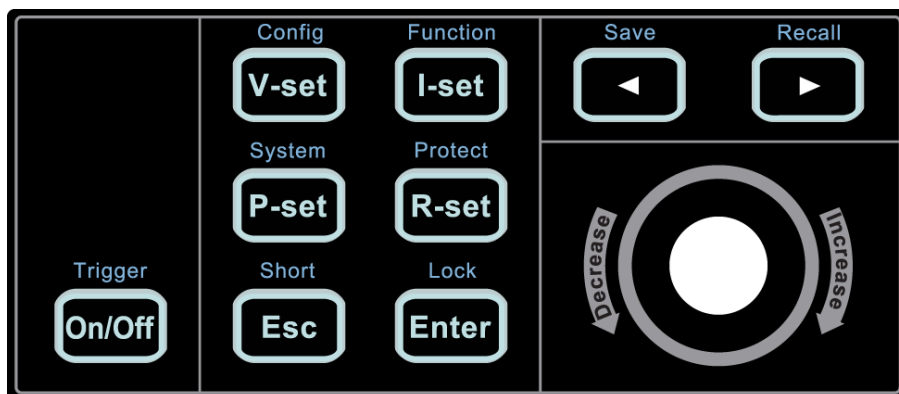 Config Function Save Recall
V-set I-set
System Protect
P-set R-set
Decrease Increase
Trigger Short Lock
On/Off Esc Enter